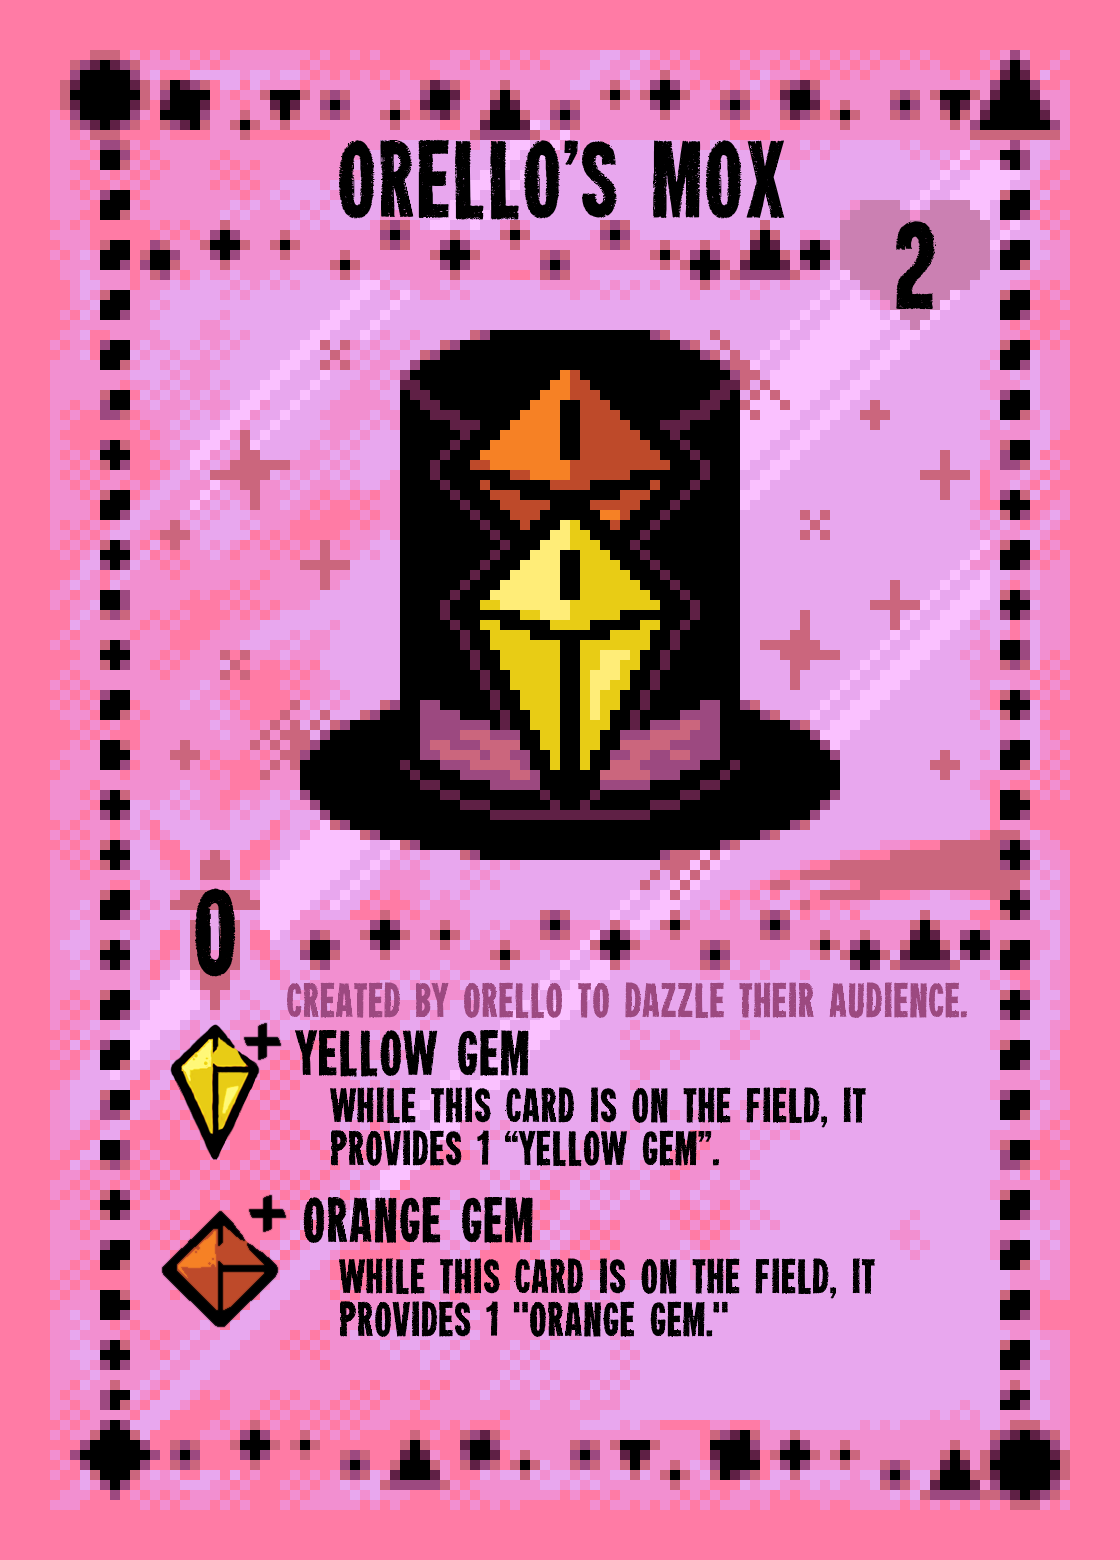 ORELLO’S MOX
2
0
CREATED BY ORELLO TO DAZZLE THEIR AUDIENCE.
+ YELLOW GEM
WHILE THIS CARD IS ON THE FIELD, IT
PROVIDES 1 “YELLOW GEM”.
+ ORANGE GEM
WHILE THIS CARD IS ON THE FIELD, IT
PROVIDES 1 "ORANGE GEM."